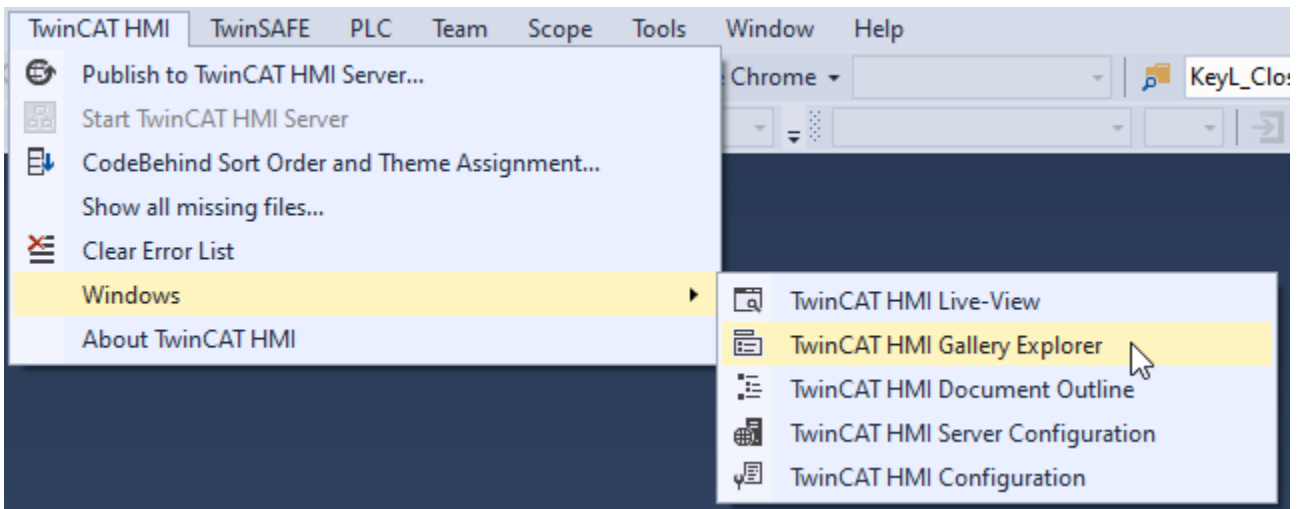 TwinCAT HMI TwinSAFE PLC Team Scope Tools Window Help
Publish to TwinCAT HMI Server... Chrome KeyL_Clos
Start TwinCAT HMI Server
CodeBehind Sort Order and Theme Assignment...
Show all missing files...
Clear Error List
Windows
About TwinCAT HMI
TwinCAT HMI Live-View
TwinCAT HMI Gallery Explorer
TwinCAT HMI Document Outline
TwinCAT HMI Server Configuration
TwinCAT HMI Configuration